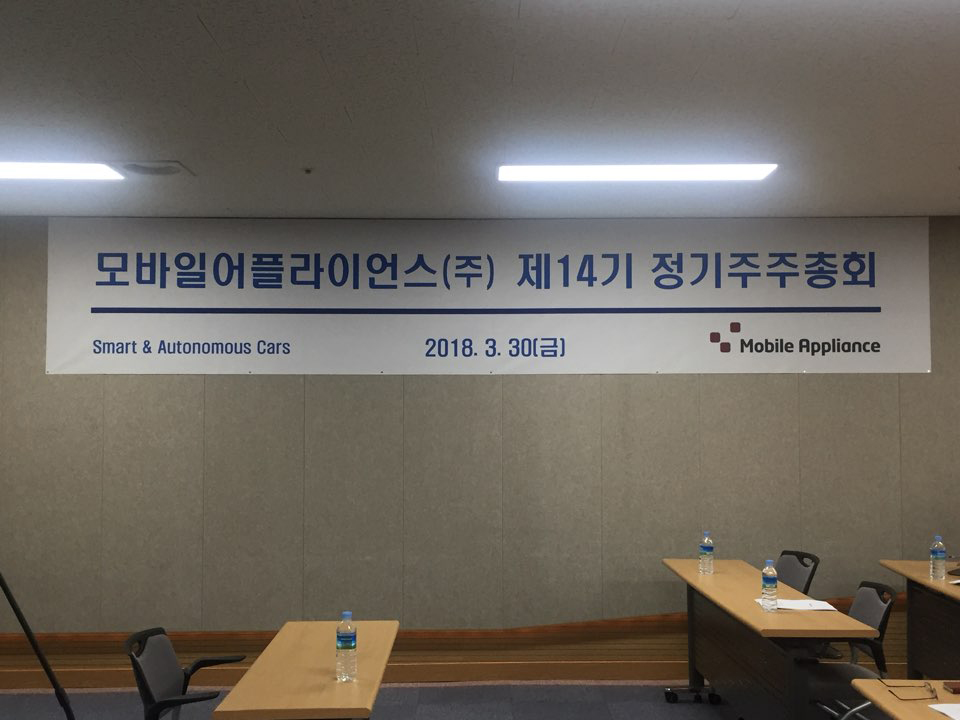 모바일어플라이언스(주) 제14기 정기주주총회
Smart & Autonomous Cars 2018. 3. 30(금) Mobile Appliance